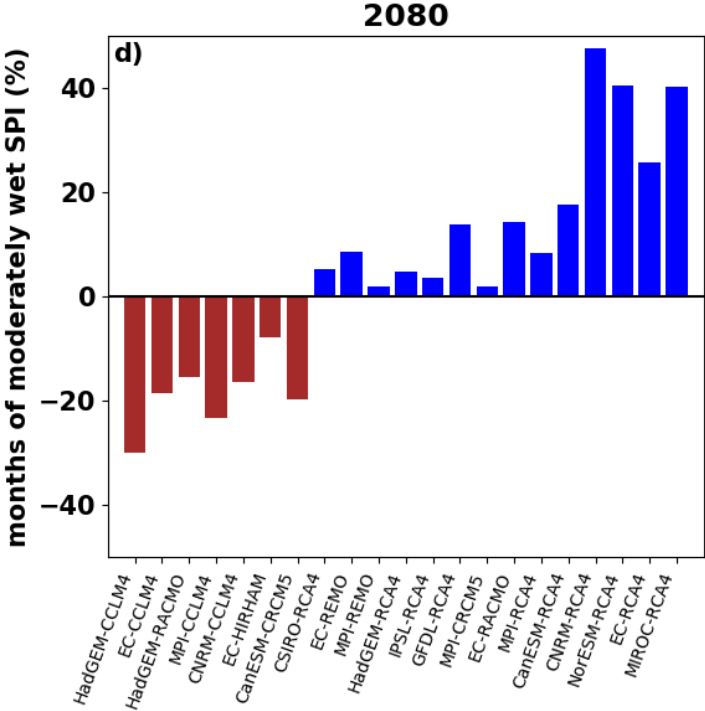 2080
d)
months of moderately wet SPI (%)
40
20
0
−20
−40
HadGEM-CCLM4
EC-CCLM4
HadGEM-RACMO
MPI-CCLM4
CNRM-CCLM4
EC-HIRHAM
CanESM-CRCM5
CSIRO-RCA4
EC-REMO
MPI-REMO
HadGEM-RCA4
IPSL-RCA4
GFDL-RCA4
MPI-CRCM5
EC-RACMO
MPI-RCA4
CanESM-RCA4
CNRM-RCA4
NorESM-RCA4
EC-RCA4
MIROC-RCA4